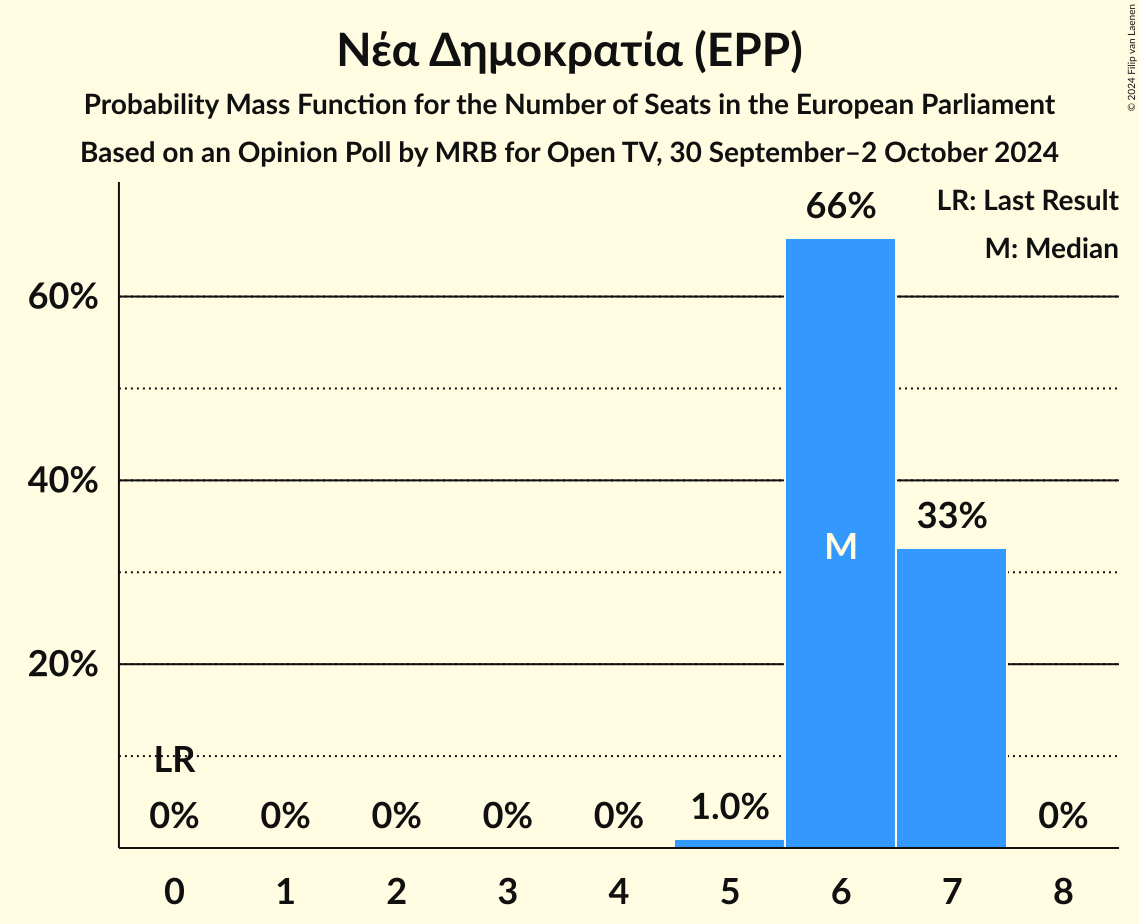 Νέα Δημοκρατία (EPP)
Probability Mass Function for the Number of Seats in the European Parliament
Based on an Opinion Poll by MRB for Open TV, 30 September–2 October 2024
© 2024 Filip van Laenen
LR: Last Result
M: Median
66%
60%
40%
33%
M
20%
LR
0%
0%
0%
0%
0%
1.0%
0%
0
1
2
3
4
5
6
7
8